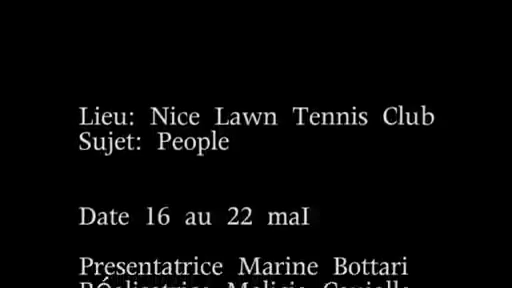 Lieu: Nice Lawn Tennis Club
Sujet: People
Date 16 au 22 maI
Presentatrice Marine Bottari